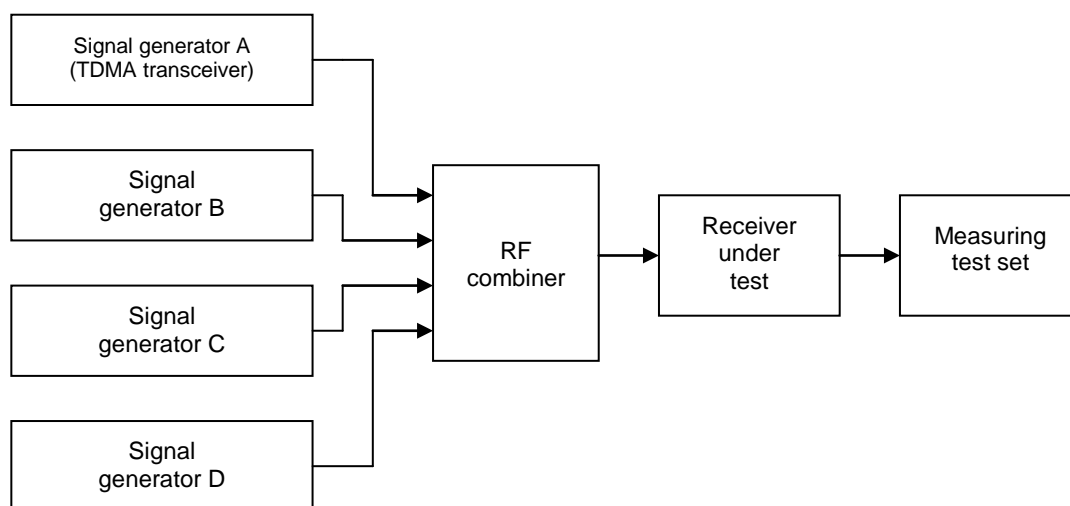 Signal generator A
(TDMA transceiver)
Signal
generator B
Signal
generator C
Signal
generator D
RF
combiner
Receiver
under
test
Measuring
test set